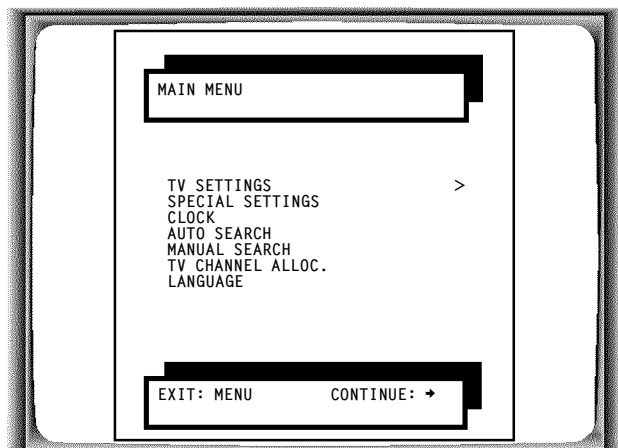 MAIN MENU
TV SETTINGS >
SPECIAL SETTINGS
CLOCK
AUTO SEARCH
MANUAL SEARCH
TV CHANNEL ALLOC.
LANGUAGE
EXIT: MENU CONTINUE: →